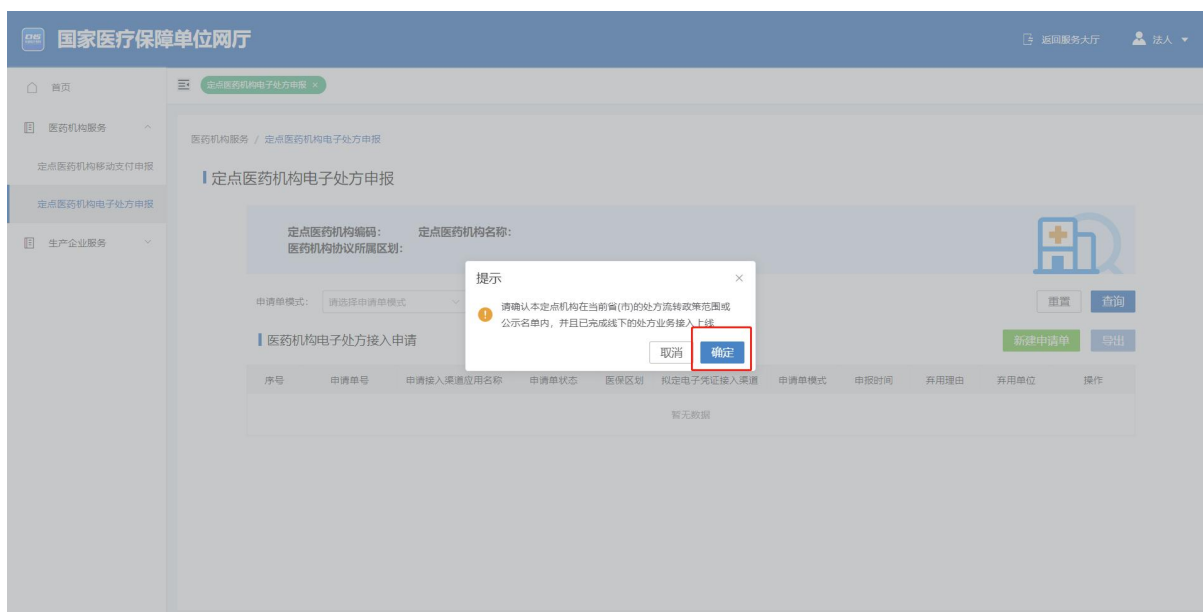 国家医疗保障单位网厅
返回服务大厅
法人
首页
定点医药机构电子处方申报 ×
医药机构服务
医药机构服务 / 定点医药机构电子处方申报
定点医药机构移动支付申报
定点医药机构电子处方申报
定点医药机构电子处方申报
生产企业服务
定点医药机构编码： 定点医药机构名称：
医药机构协议所属区划：
提示
申请单模式： 请选择申请单模式
请确认本定点机构在当前省(市)的处方流转政策范围或
公示名单内，并且已完成线下的处方业务接入上线
重置 查询
取消 确定
医药机构电子处方接入申请
新建申请单 导出
序号 申请单号 申请接入渠道应用名称 申请单状态 医保区划 拟定电子凭证接入渠道 申请单模式 申报时间 弃用理由 弃用单位 操作
暂无数据